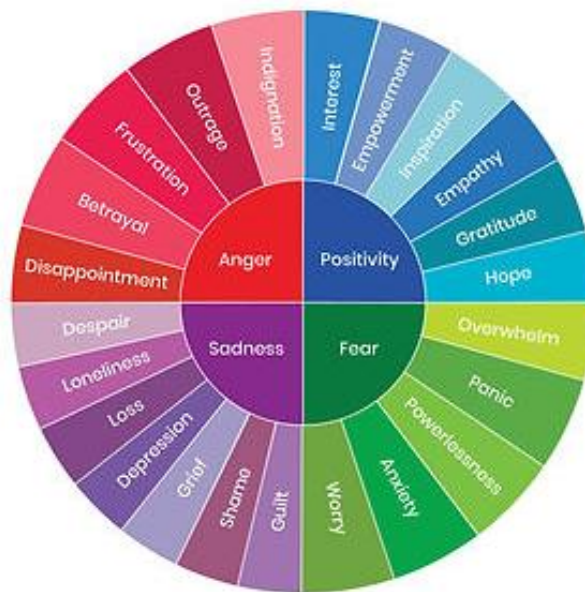 Interest
Empowerment
Inspiration
Empathy
Gratitude
Hope
Overwhelm
Panic
Powerlessness
Anxiety
Worry
Guilt
Shame
Grief
Depression
Loss
Loneliness
Despair
Disappointment
Betrayal
Frustration
Outrage
Indignation
Anger
Positivity
Sadness
Fear